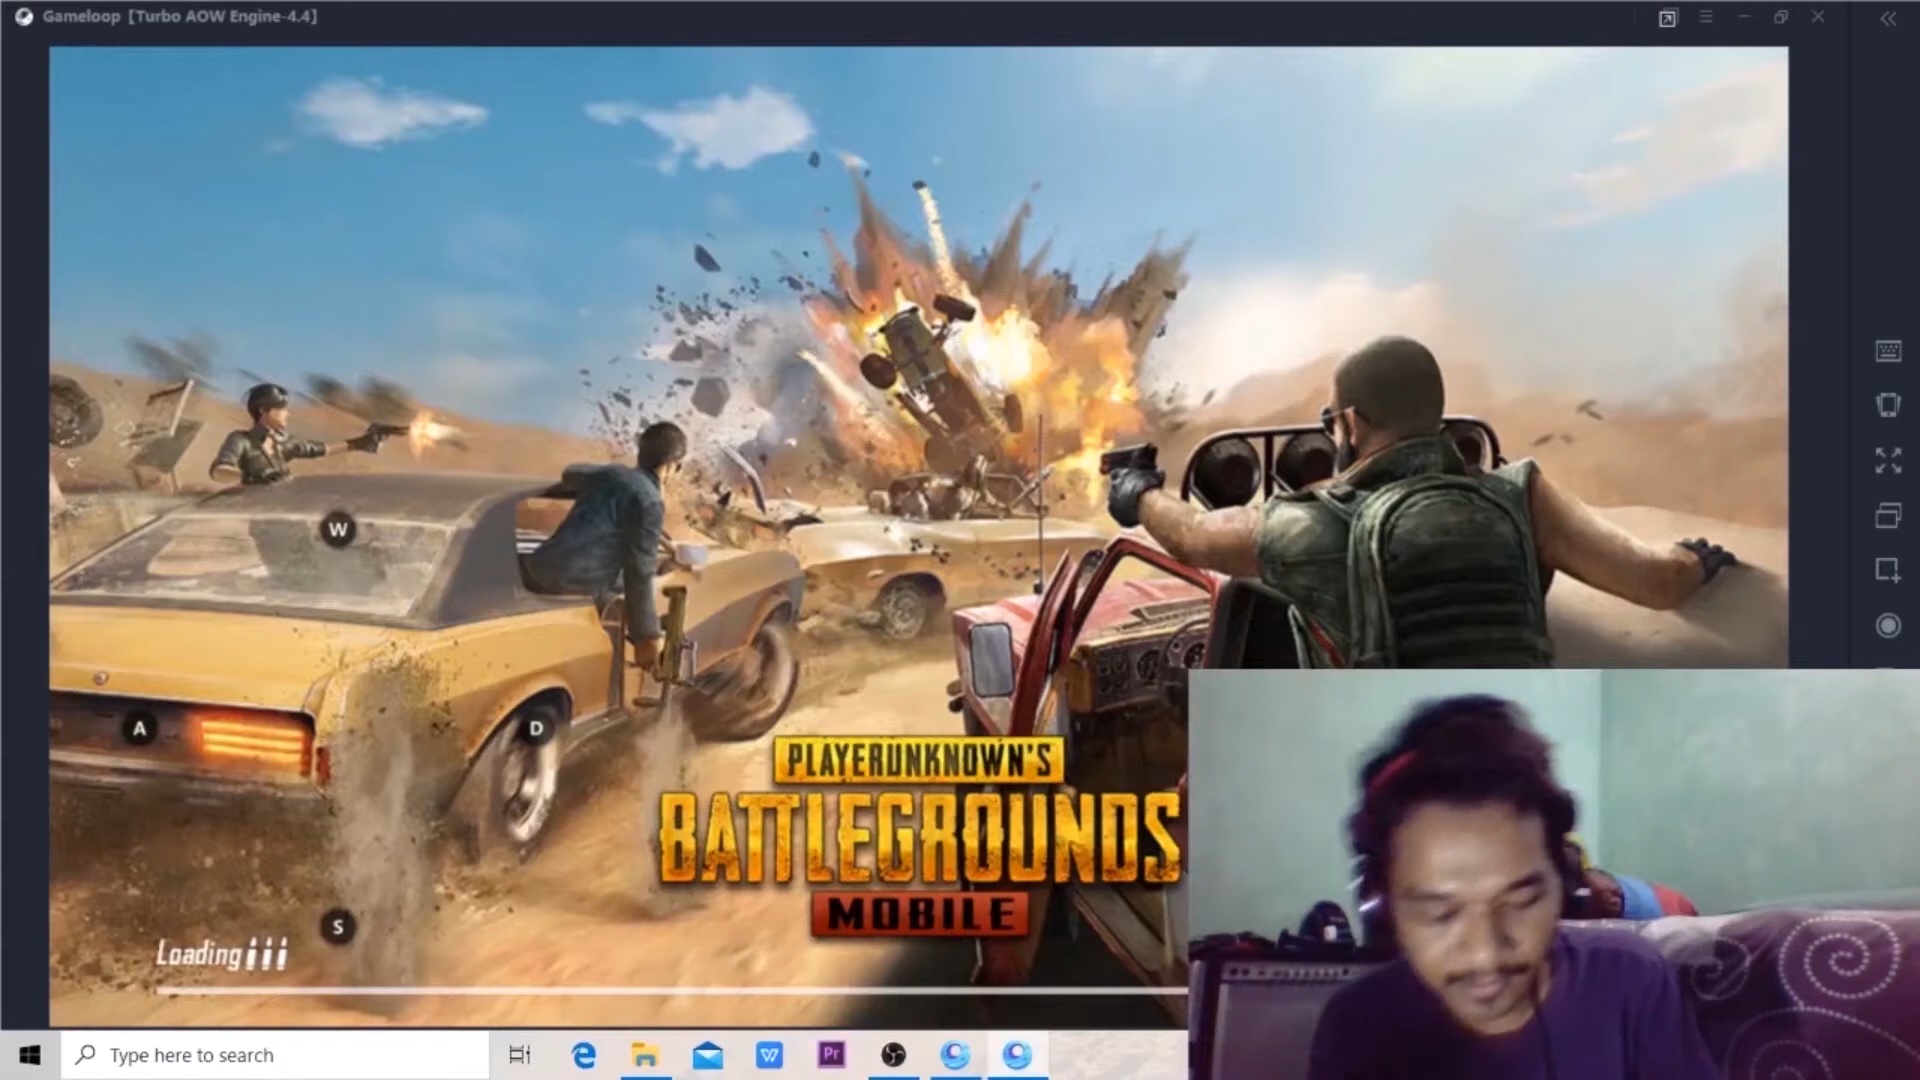 Gameloop [Turbo AOW Engine-4.4]
W
A
D
S
PLAYERUNKNOWN'S
BATTLEGROUNDS
MOBILE
Loading
Type here to search
W
Pr